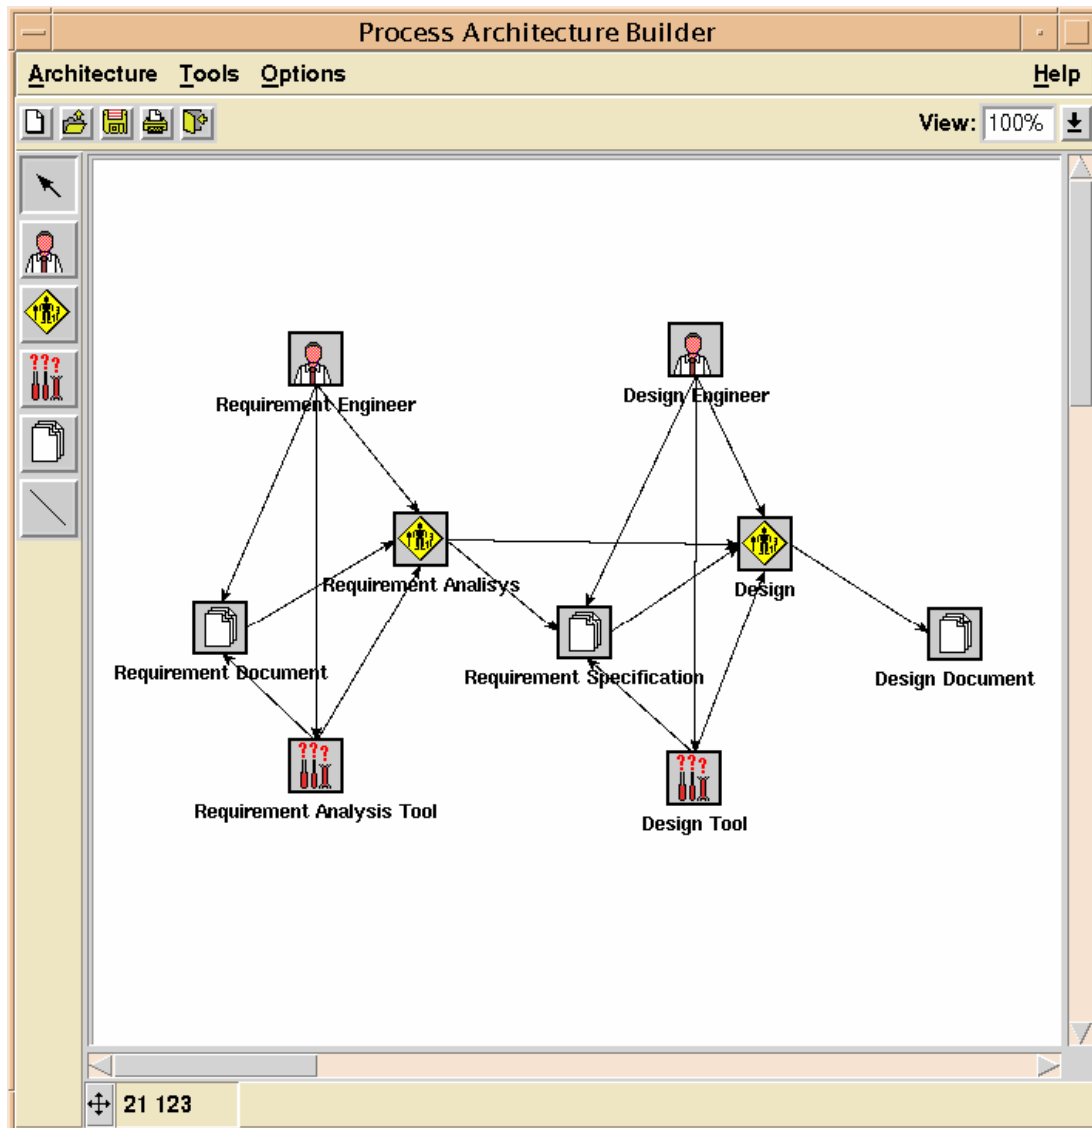 Process Architecture Builder
Architecture Tools Options Help
View: 100%
Requirement Engineer
Design Engineer
Requirement Analisys
Design
Requirement Document
Requirement Specification
Design Document
???
???
???
Requirement Analysis Tool
Design Tool
21 123